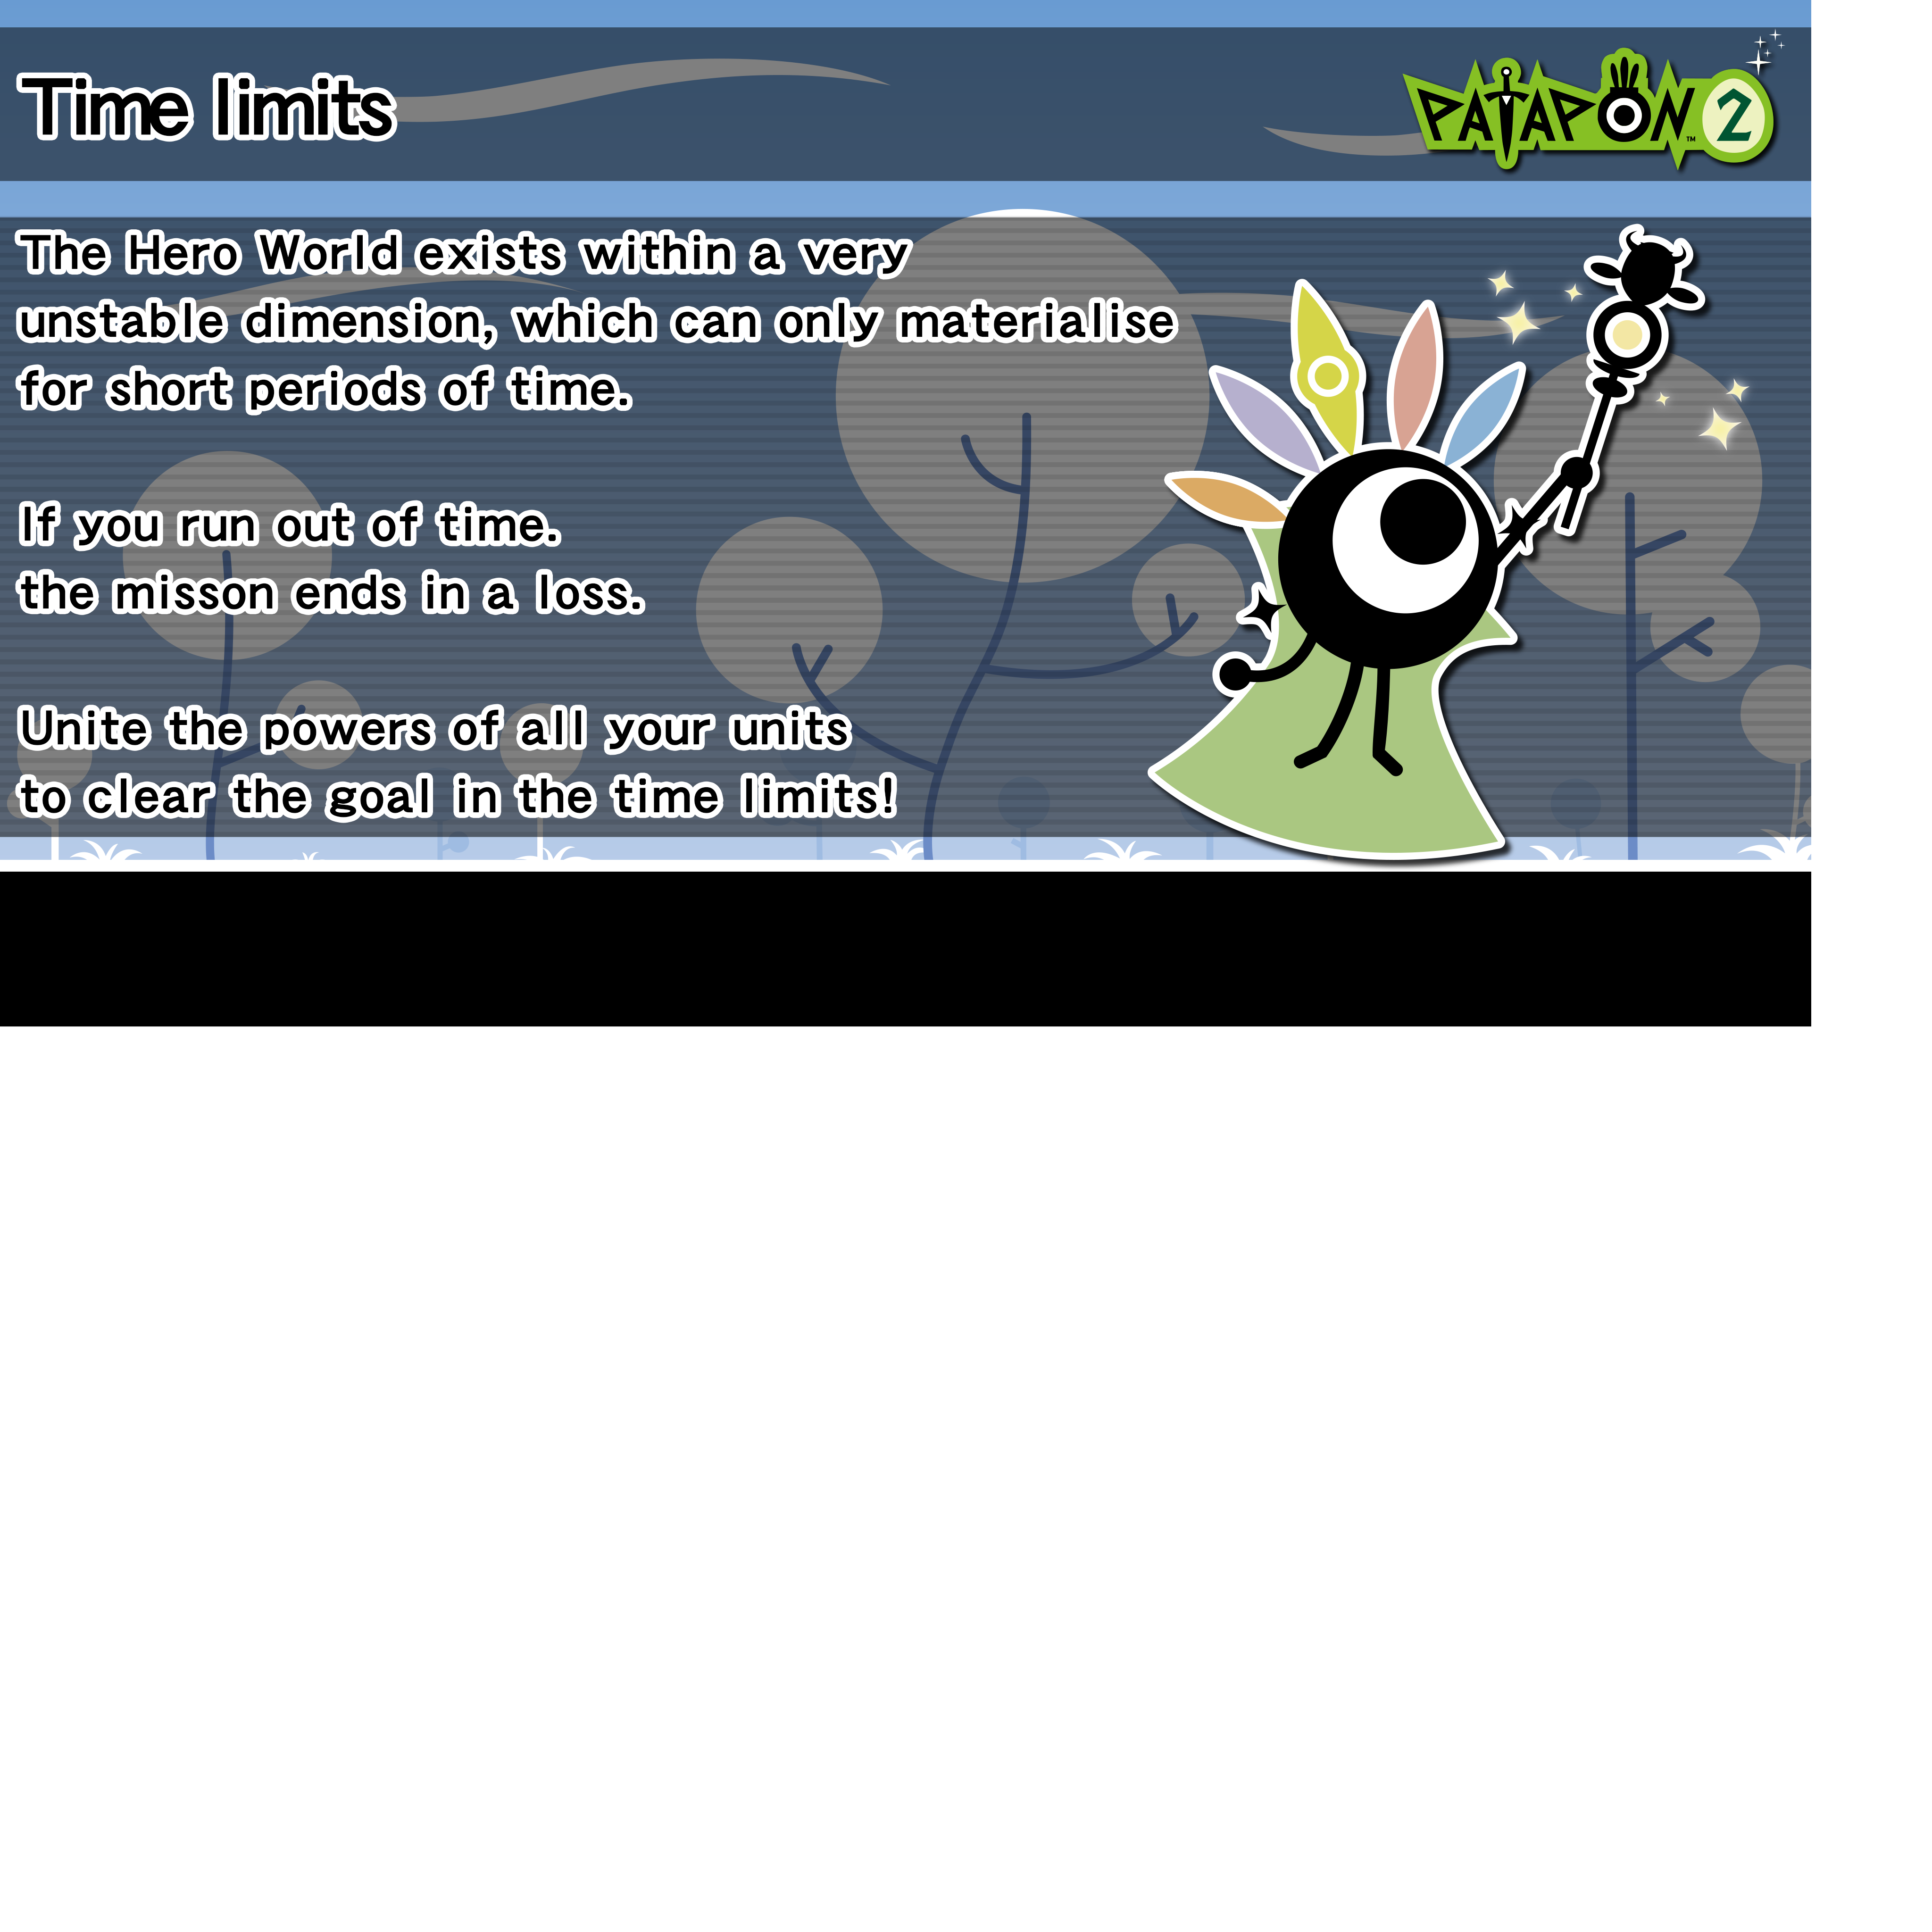 Time limits
PATAPON™ 2
The Hero World exists within a very
unstable dimension, which can only materialise
for short periods of time.
If you run out of time.
the misson ends in a loss.
Unite the powers of all your units
to clear the goal in the time limits!